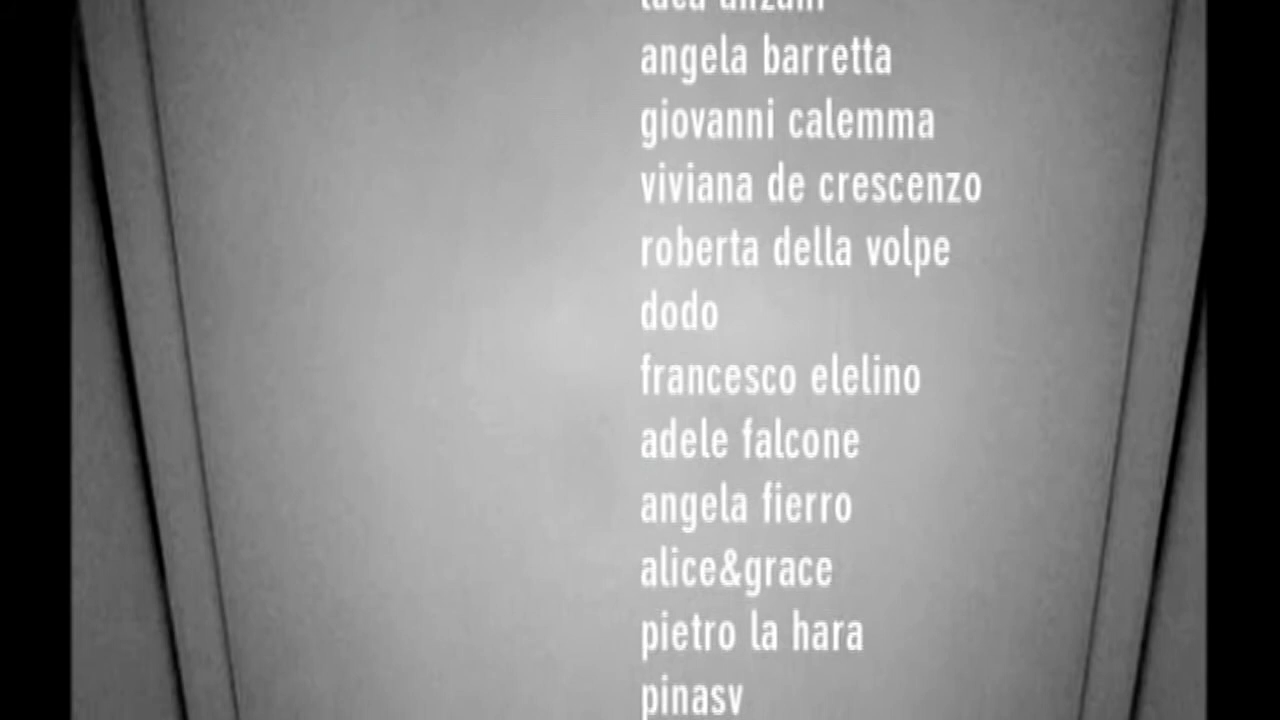 angela barretta
giovanni calemma
viviana de crescenzo
roberta della volpe
dodo
francesco elelino
adele falcone
angela fierro
alice&grace
pietro la hara
pinasv